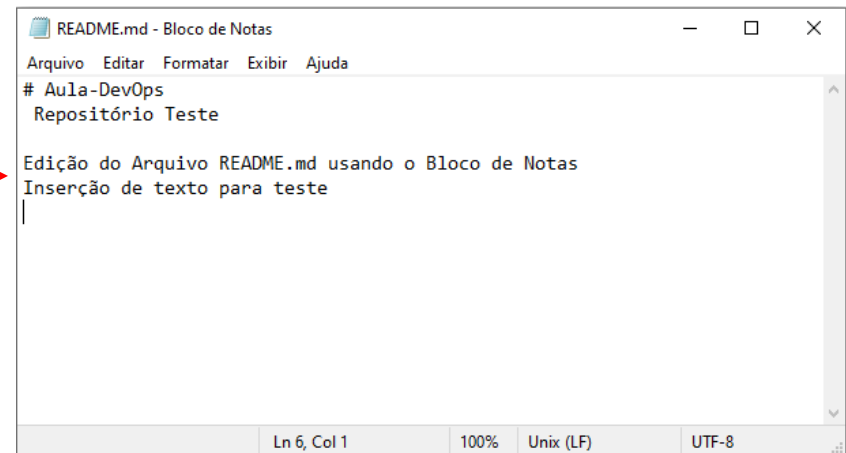 README.md - Bloco de Notas
Arquivo Editar Formatar Exibir Ajuda
# Aula-DevOps
 Repositório Teste

Edição do Arquivo README.md usando o Bloco de Notas
Inserção de texto para teste
Ln 6, Col 1 100% Unix (LF) UTF-8